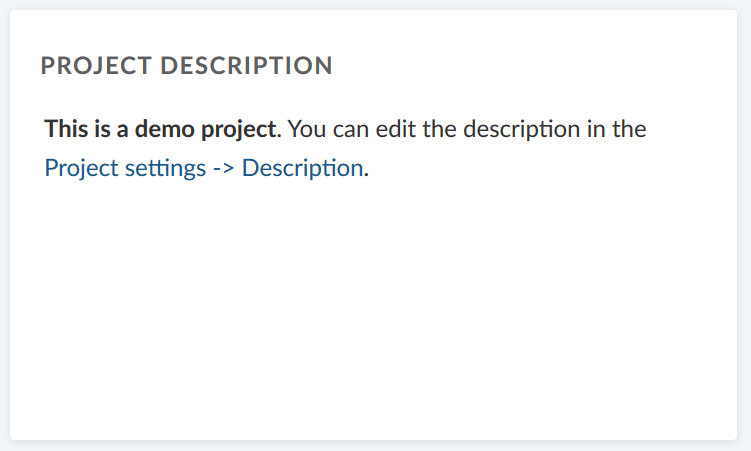 PROJECT DESCRIPTION
This is a demo project. You can edit the description in the
Project settings -> Description.